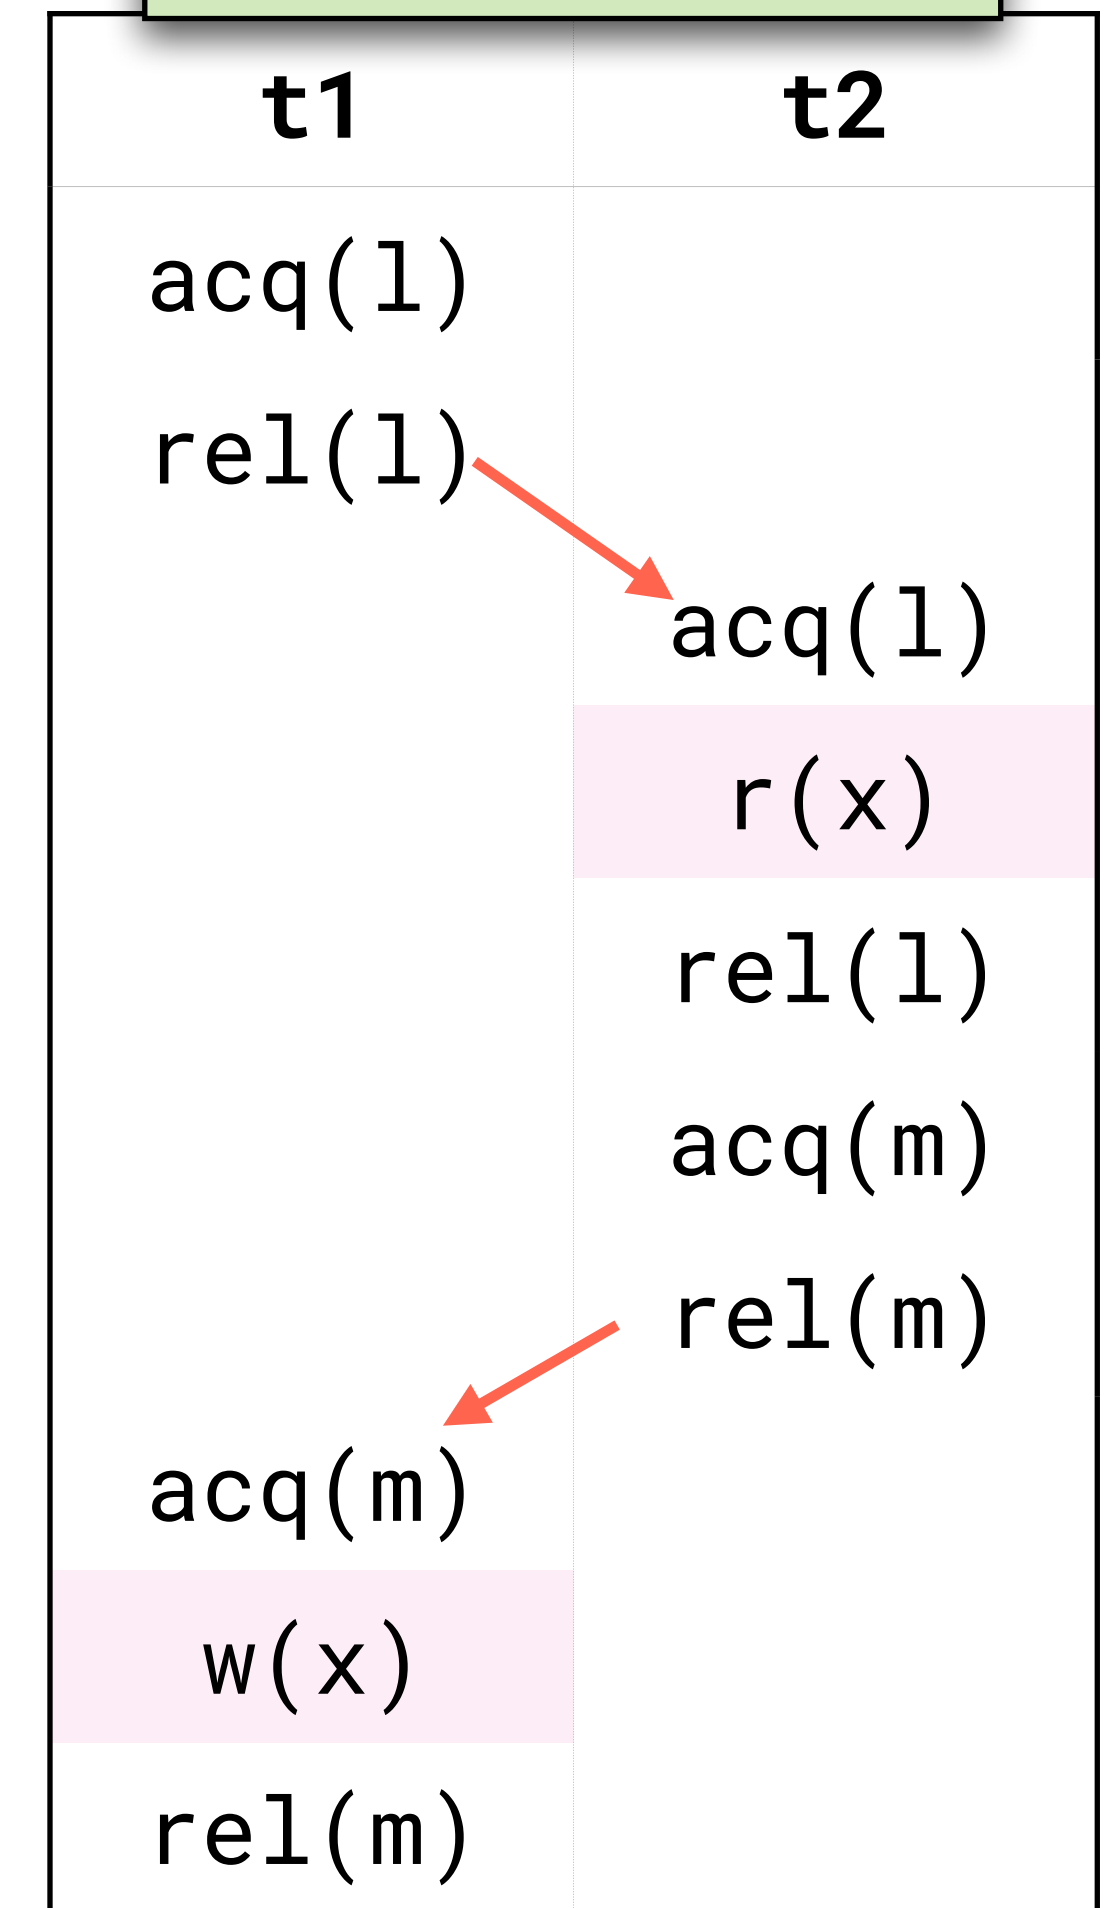 t1 t2
acq(l)
rel(l)
acq(l)
r(x)
rel(l)
acq(m)
rel(m)
acq(m)
w(x)
rel(m)